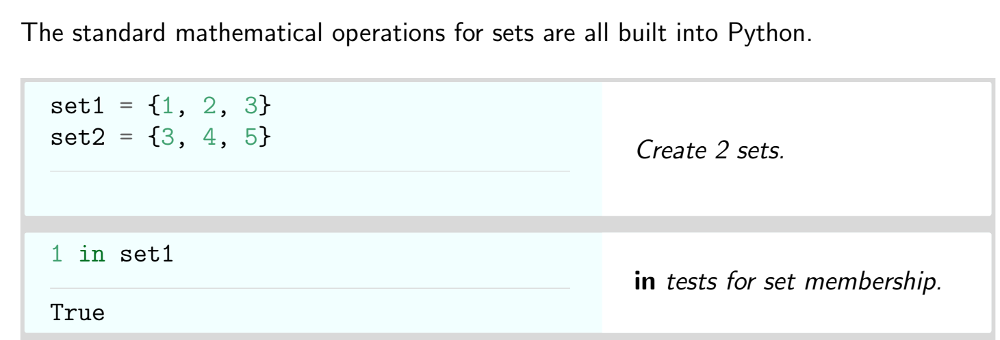 The standard mathematical operations for sets are all built into Python.
set1 = {1, 2, 3}
set2 = {3, 4, 5}
Create 2 sets.
1 in set1
True
in tests for set membership.